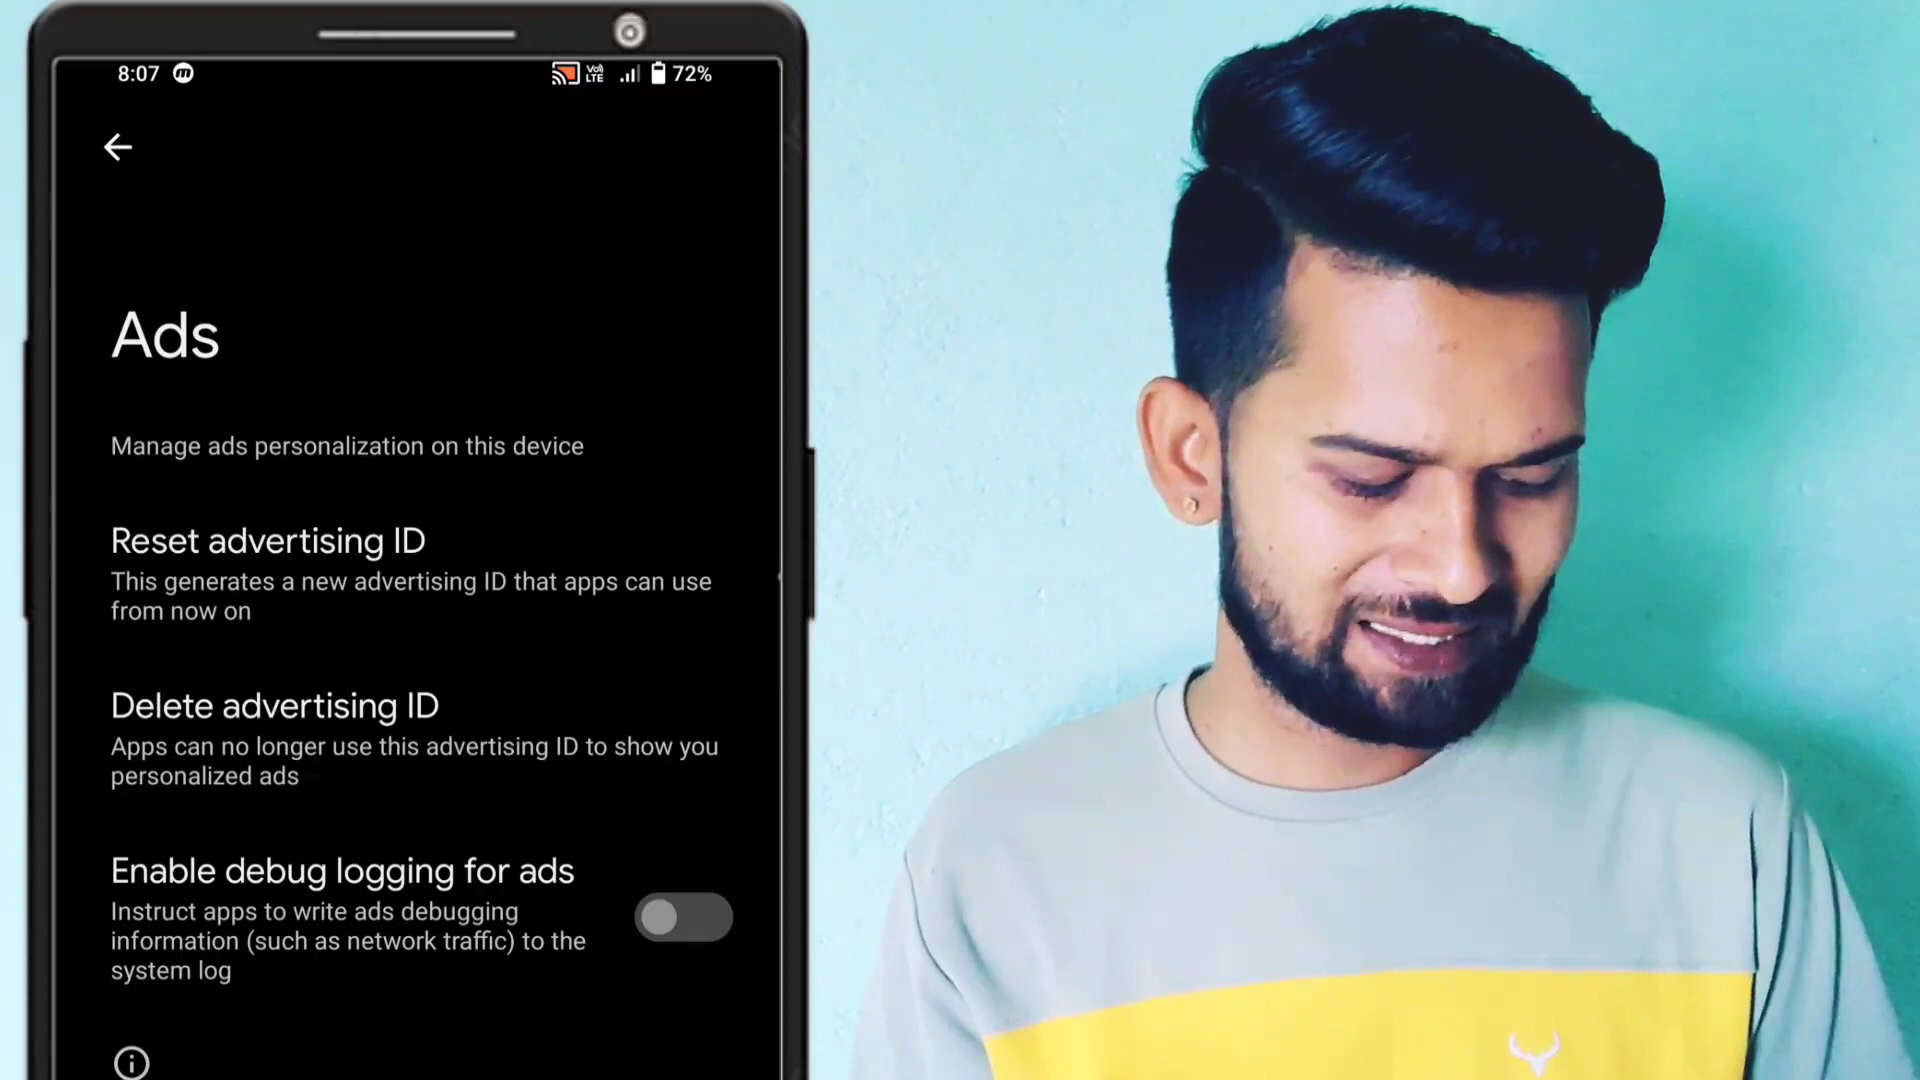 8:07
Vo)
LTE
72%
Ads
Manage ads personalization on this device
Reset advertising ID
This generates a new advertising ID that apps can use
from now on
Delete advertising ID
Apps can no longer use this advertising ID to show you
personalized ads
Enable debug logging for ads
Instruct apps to write ads debugging
information (such as network traffic) to the
system log